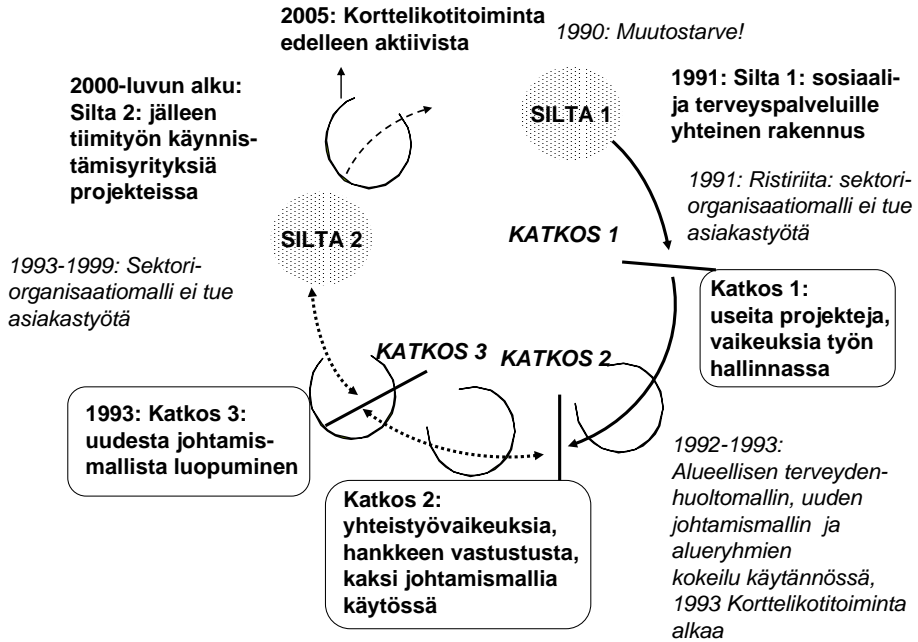 2005: Korttelikotitoiminta
edelleen aktiivista
1990: Muutostarve!
2000-luvun alku:
Silta 2: jälleen
tiimityön käynnis-
tämisyrityksiä
projekteissa
SILTA 1
1991: Silta 1: sosiaali-
ja terveyspalveluille
yhteinen rakennus
1991: Ristiriita: sektori-
organisaatiomalli ei tue
asiakastyötä
SILTA 2
KATKOS 1
1993-1999: Sektori-
organisaatiomalli ei tue
asiakastyötä
Katkos 1:
useita projekteja,
vaikeuksia työn
hallinnassa
KATKOS 3
KATKOS 2
1993: Katkos 3:
uudesta johtamis-
mallista luopuminen
Katkos 2:
yhteistyövaikeuksia,
hankkeen vastustusta,
kaksi johtamismallia
käytössä
1992-1993:
Alueellisen terveyden-
huoltomallin, uuden
johtamismallin ja
alueryhmien
kokeilu käytännössä,
1993 Korttelikotitoiminta
alkaa